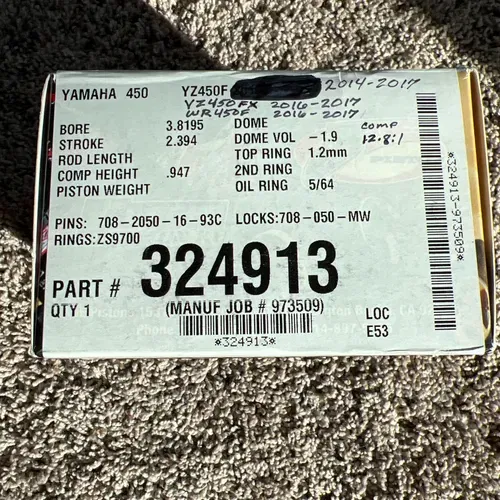 YAMAHA 450 YZ450F 2014-2017
YZ450FX 2016-2017
WR450F 2016-2017
BORE 3.8195 DOME
STROKE 2.394 DOME VOL -1.9
ROD LENGTH TOP RING 1.2mm
COMP HEIGHT .947 2ND RING
PISTON WEIGHT OIL RING 5/64
comp
12.8:1
PINS: 708-2050-16-93C LOCKS:708-050-MW
RINGS:ZS9700
PART # 324913
QTY 1 (MANUF JOB # 973509)
*324913*
LOC
E53
*324913-973509*